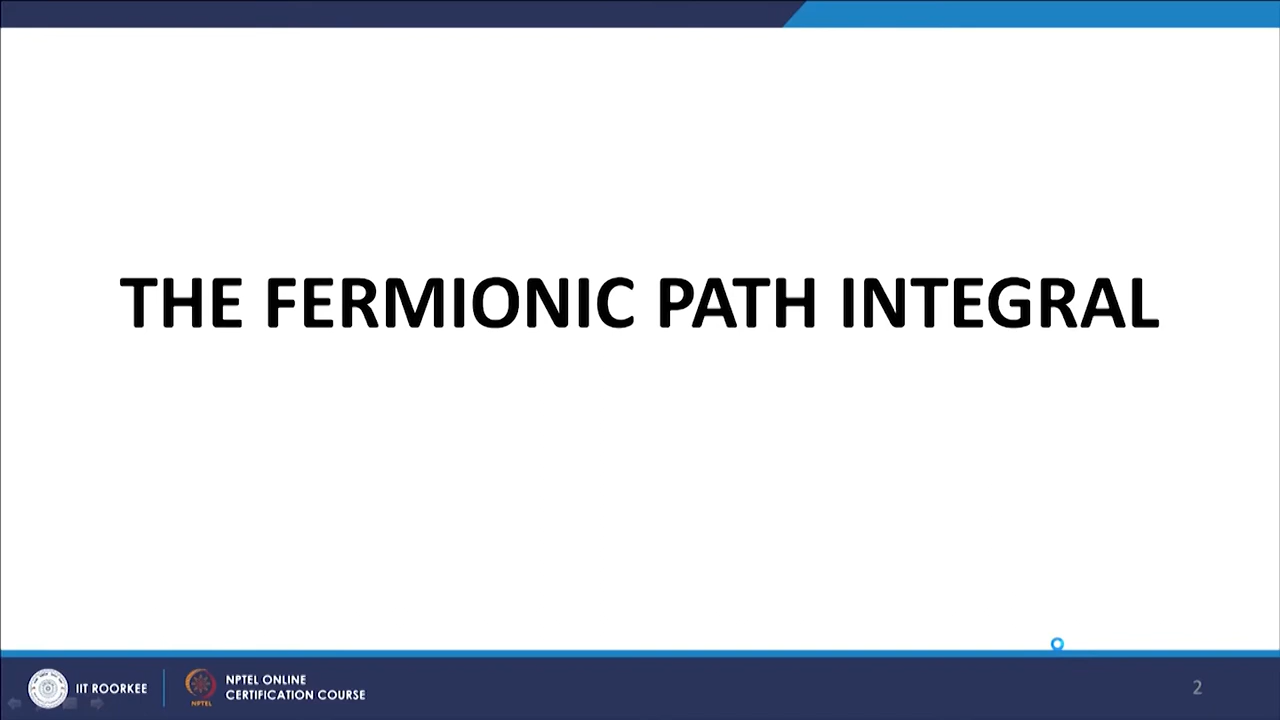 THE FERMIONIC PATH INTEGRAL
IIT ROORKEE
NPTEL
NPTEL ONLINE
CERTIFICATION COURSE
2